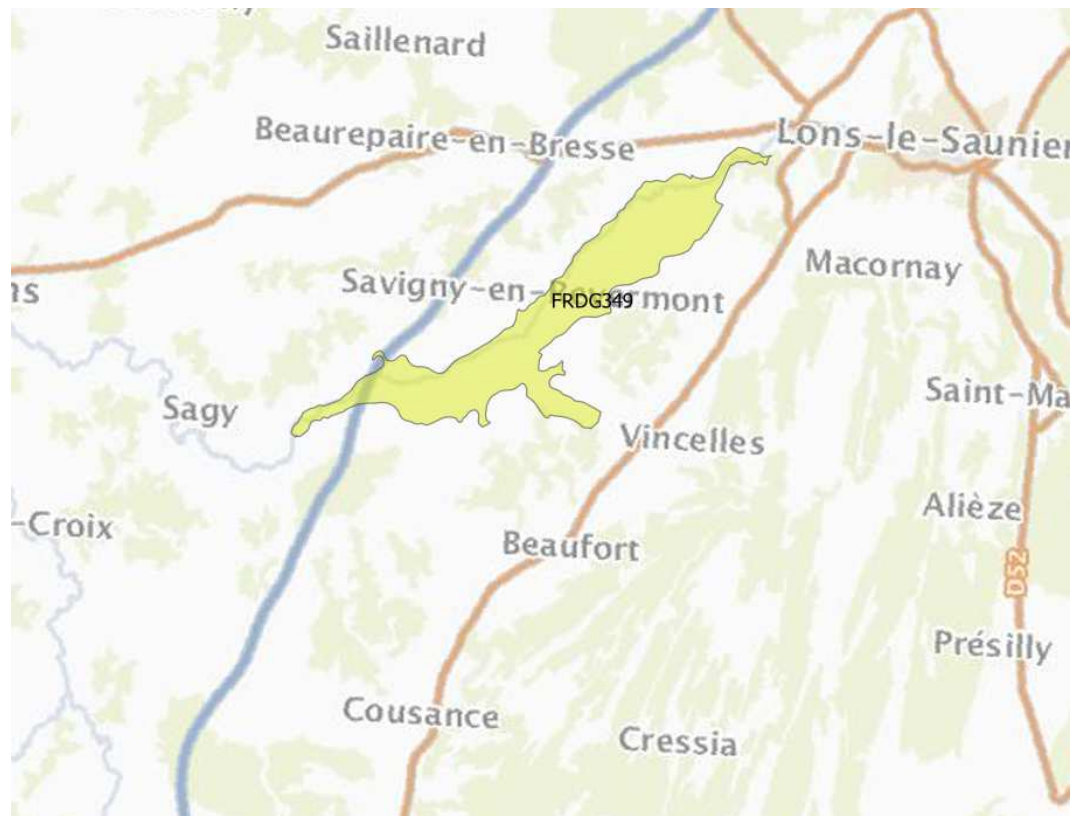 Saillenard
Beaurepaire-en-Bresse
Lons-le-Saunier
Macornay
Savigny-en-Revermont
FRDG349
Sagy
Saint-Ma
Vincelles
-Croix
Alièze
Beaufort
D52
Présilly
Cousance
Cressia